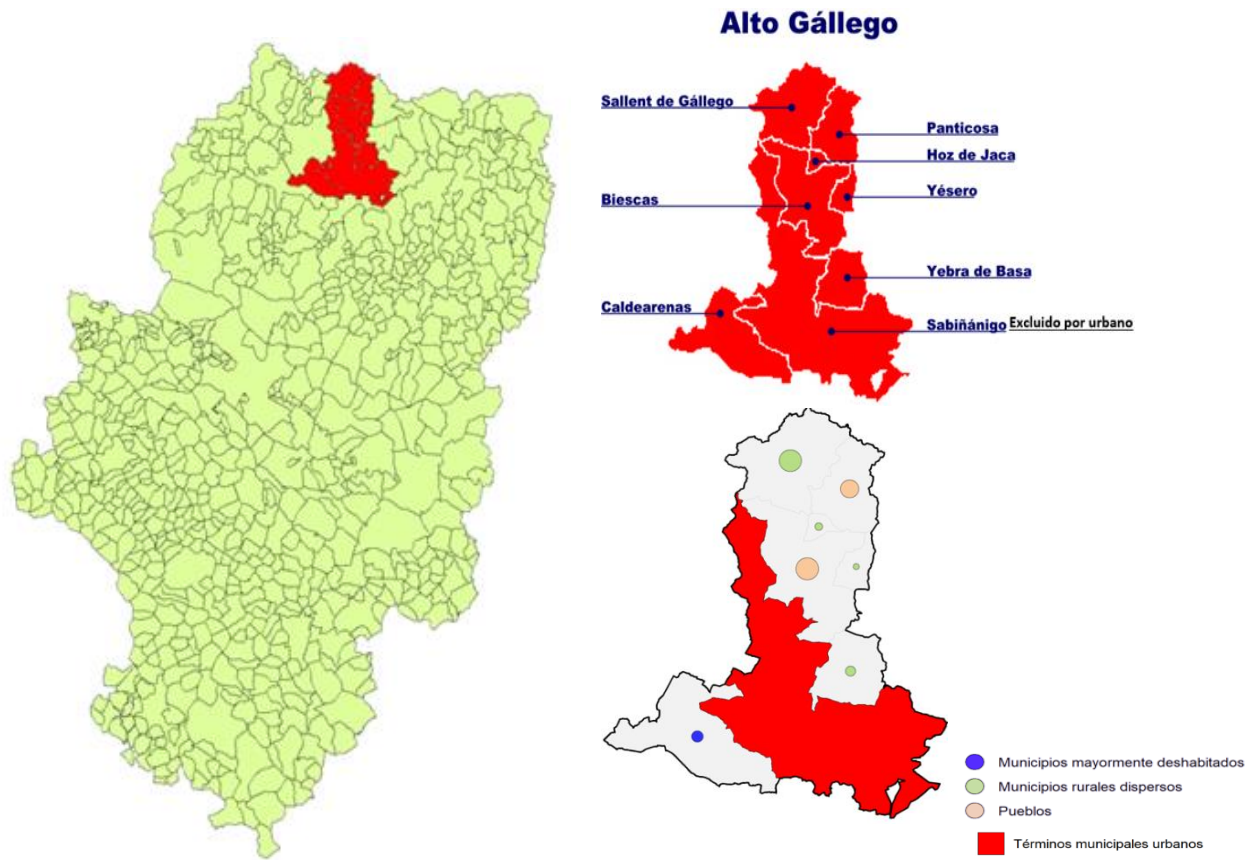 Alto Gállego
Sallent de Gállego
Panticosa
Hoz de Jaca
Biescas
Yésero
Yebra de Basa
Caldearenas
Sabiñánigo Excluido por urbano
Municipios mayormente deshabitados
Municipios rurales dispersos
Pueblos
Términos municipales urbanos